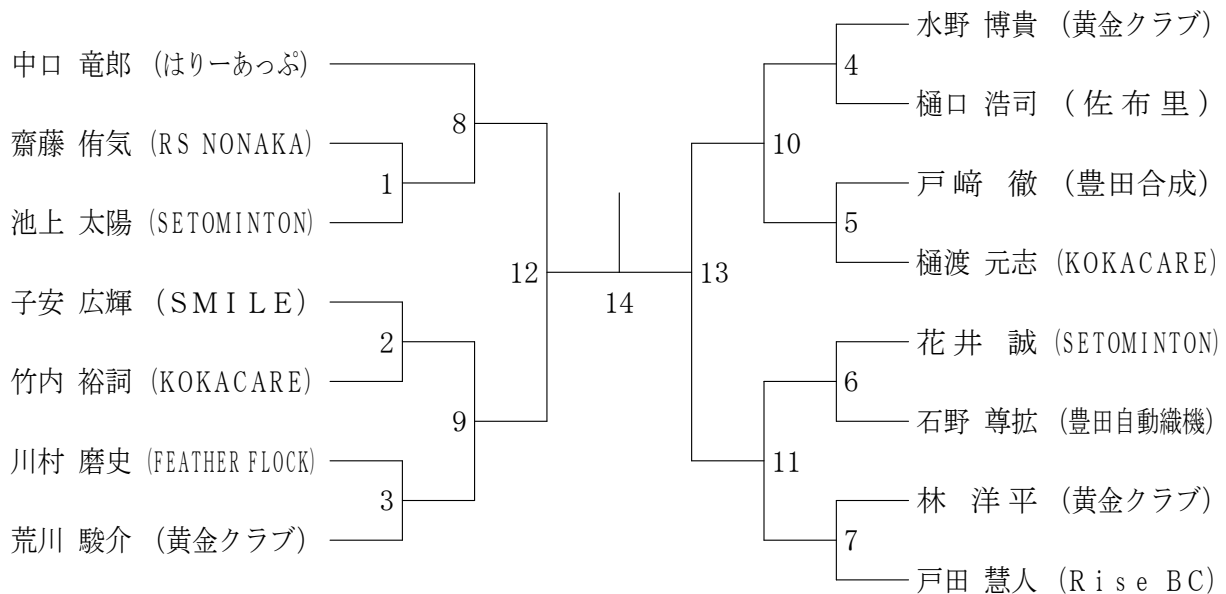 中口 竜郎 (はりーあっぷ)
齋藤 侑気 (RS NONAKA)
池上 太陽 (SETOMINTON)
子安 広輝 (SMILE)
竹内 裕詞 (KOKACARE)
川村 磨史 (FEATHER FLOCK)
荒川 駿介 (黄金クラブ)
1
2
3
8
9
12
14
13
10
11
4
5
6
7
水野 博貴 (黄金クラブ)
樋口 浩司 (佐布里)
戸﨑 徹 (豊田合成)
樋渡 元志 (KOKACARE)
花井 誠 (SETOMINTON)
石野 尊拡 (豊田自動織機)
林 洋平 (黄金クラブ)
戸田 慧人 (Rise BC)